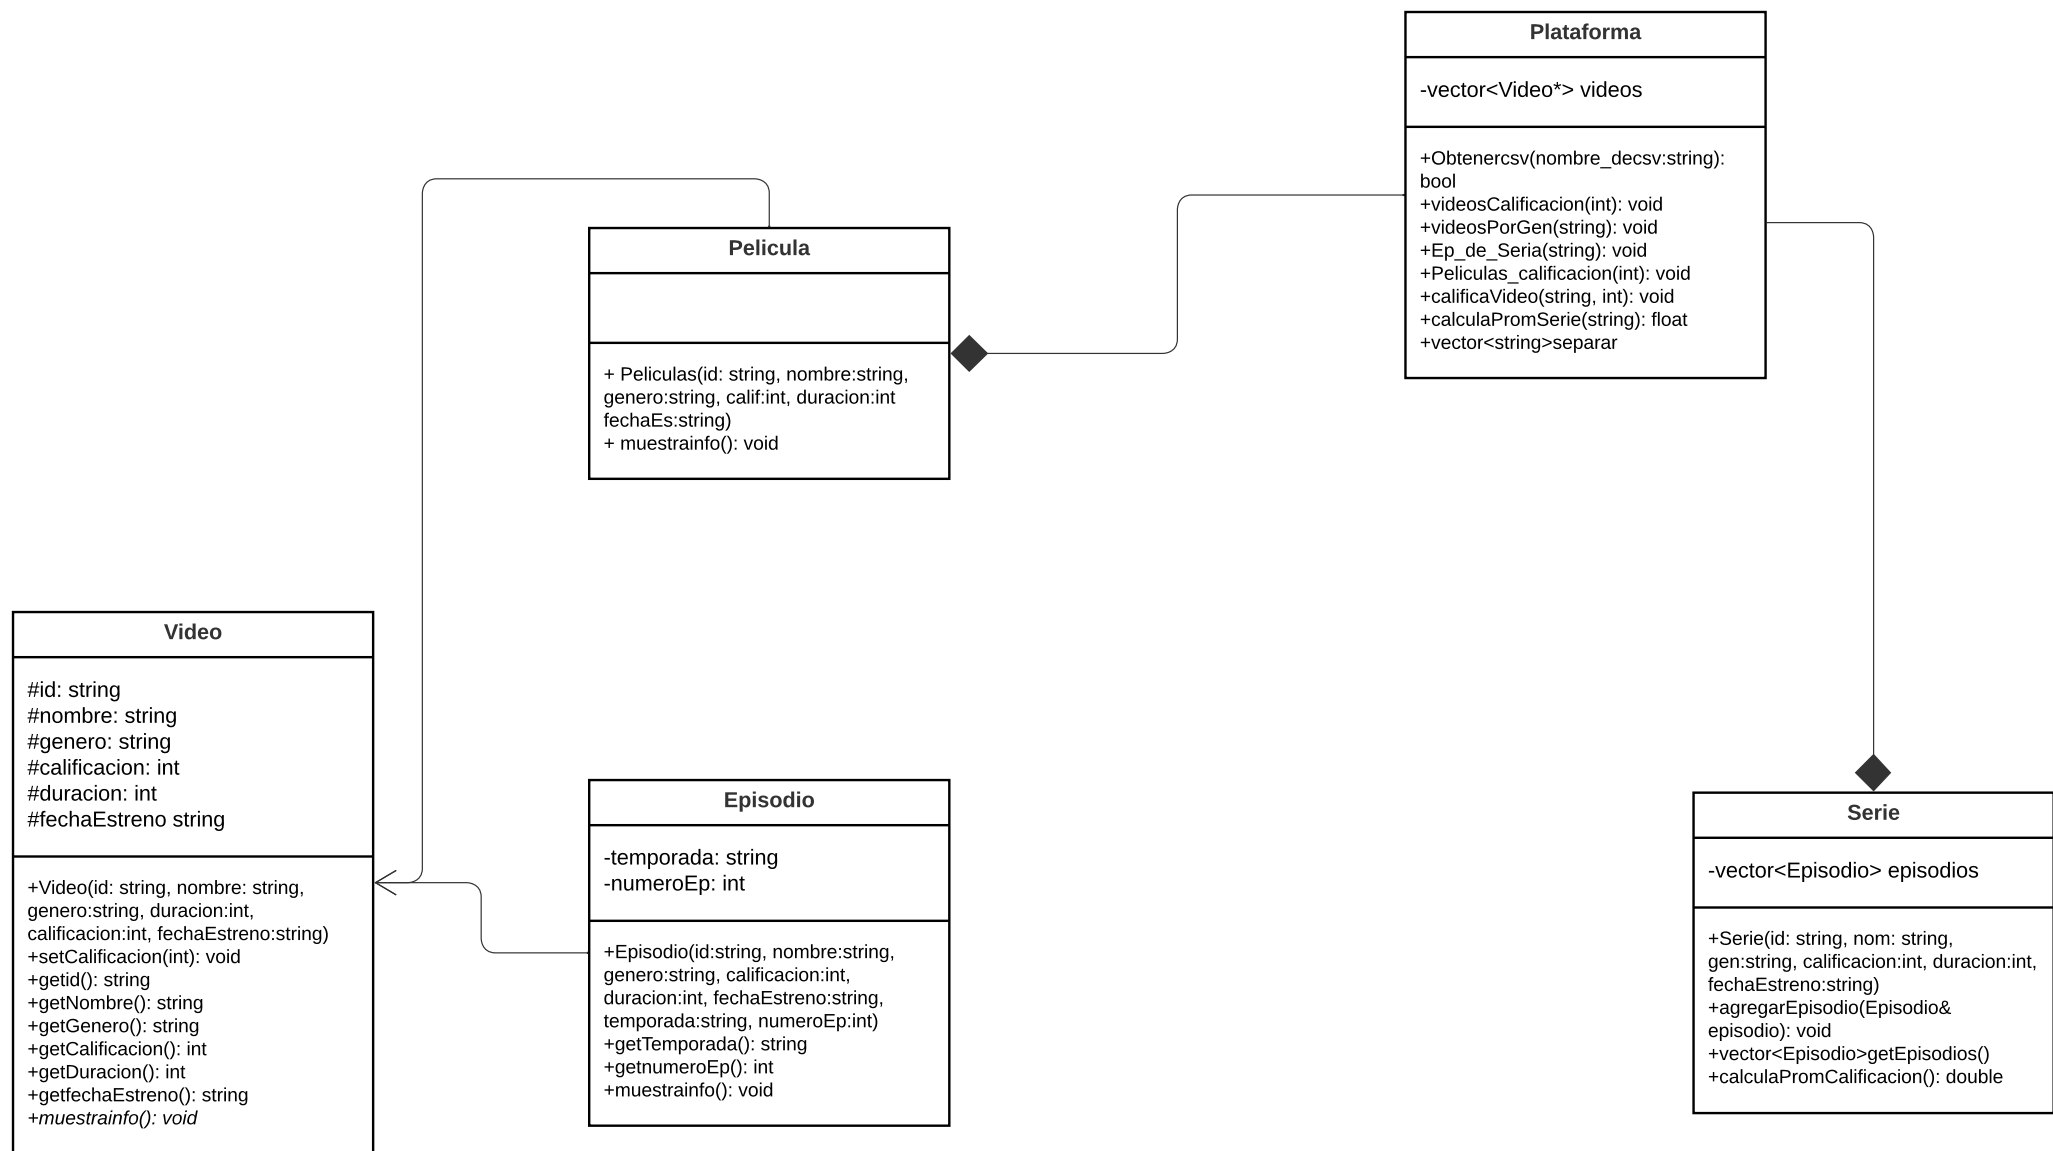 Plataforma
-vector<Video*> videos
+Obtenercsv(nombre_decsv:string):
bool
+videosCalificacion(int): void
+videosPorGen(string): void
+Ep_de_Seria(string): void
+Peliculas_calificacion(int): void
+calificaVideo(string, int): void
+calculaPromSerie(string): float
+vector<string>separar
Pelicula
+ Peliculas(id: string, nombre:string,
genero:string, calif:int, duracion:int
fechaEs:string)
+ muestrainfo(): void
Video
#id: string
#nombre: string
#genero: string
#calificacion: int
#duracion: int
#fechaEstreno string
+Video(id: string, nombre: string,
genero:string, duracion:int,
calificacion:int, fechaEstreno:string)
+setCalificacion(int): void
+getid(): string
+getNombre(): string
+getGenero(): string
+getCalificacion(): int
+getDuracion(): int
+getfechaEstreno(): string
+muestrainfo(): void
Episodio
-temporada: string
-numeroEp: int
+Episodio(id:string, nombre:string,
genero:string, calificacion:int,
duracion:int, fechaEstreno:string,
temporada:string, numeroEp:int)
+getTemporada(): string
+getnumeroEp(): int
+muestrainfo(): void
Serie
-vector<Episodio> episodios
+Serie(id: string, nom: string,
gen:string, calificacion:int, duracion:int,
fechaEstreno:string)
+agregarEpisodio(Episodio&
episodio): void
+vector<Episodio>getEpisodios()
+calculaPromCalificacion(): double